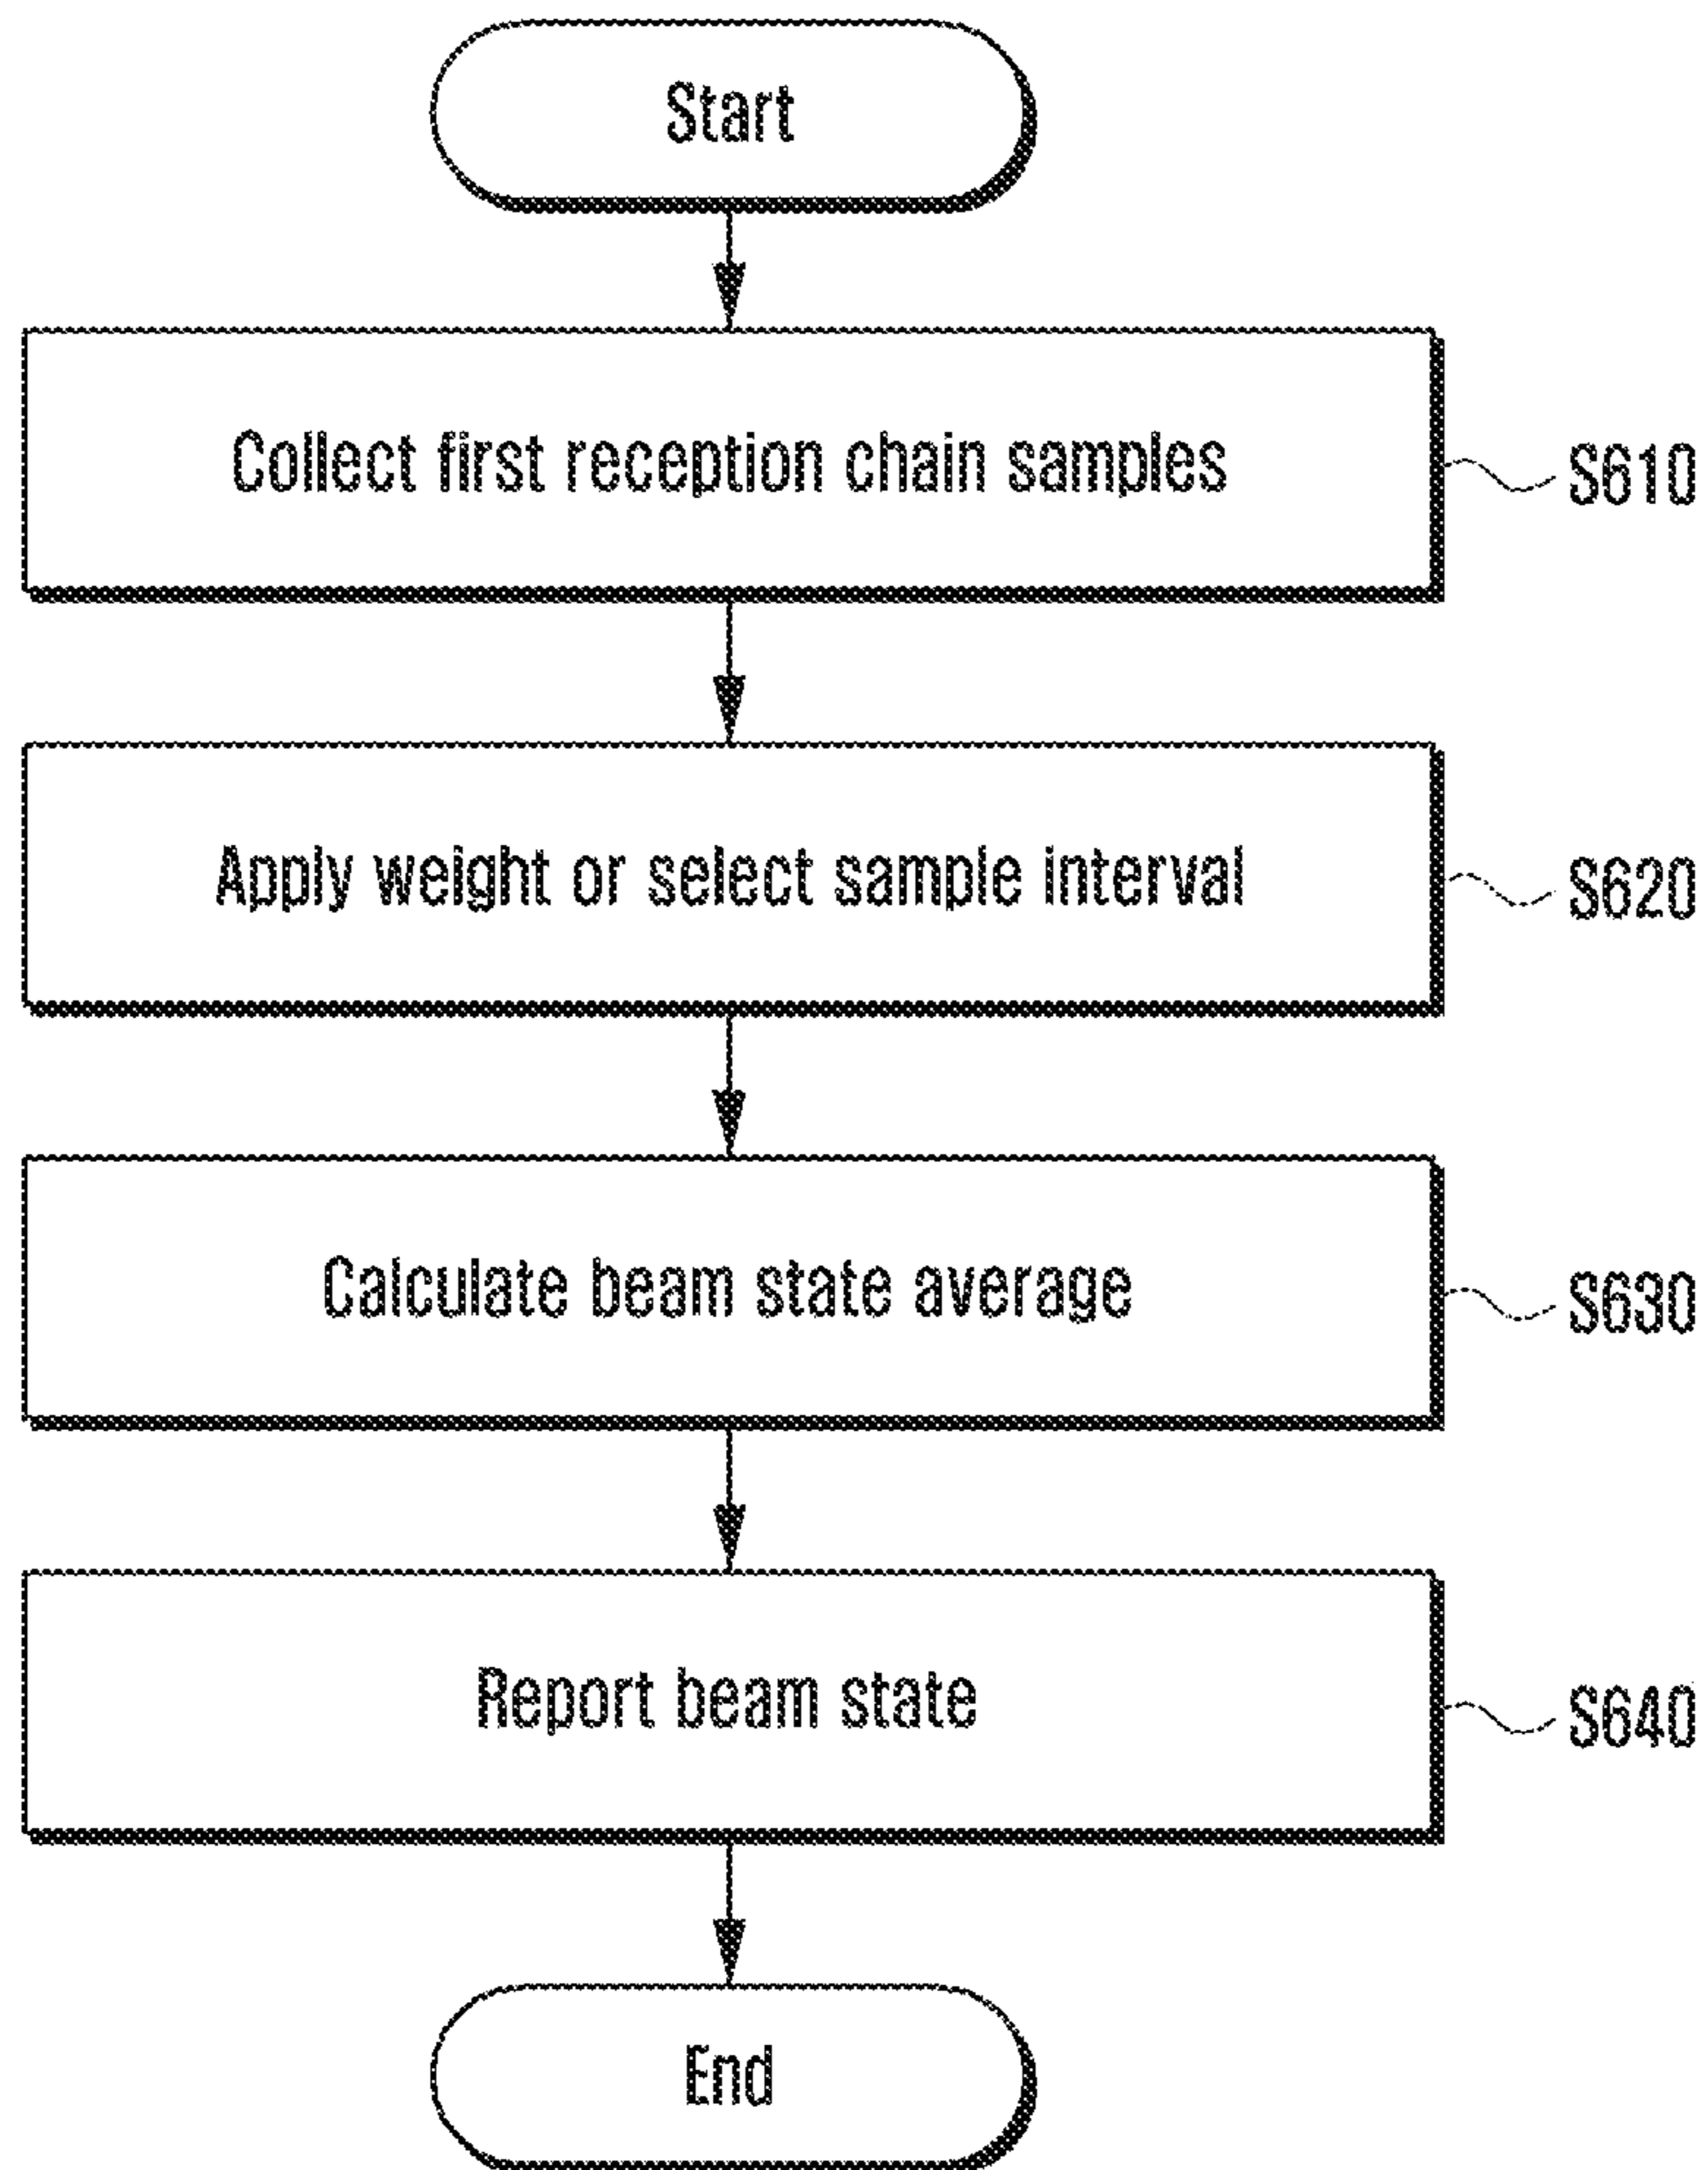 Start
Collect first reception chain samples
S610
Apply weight or select sample interval
S620
Calculate beam state average
S630
Report beam state
S640
End